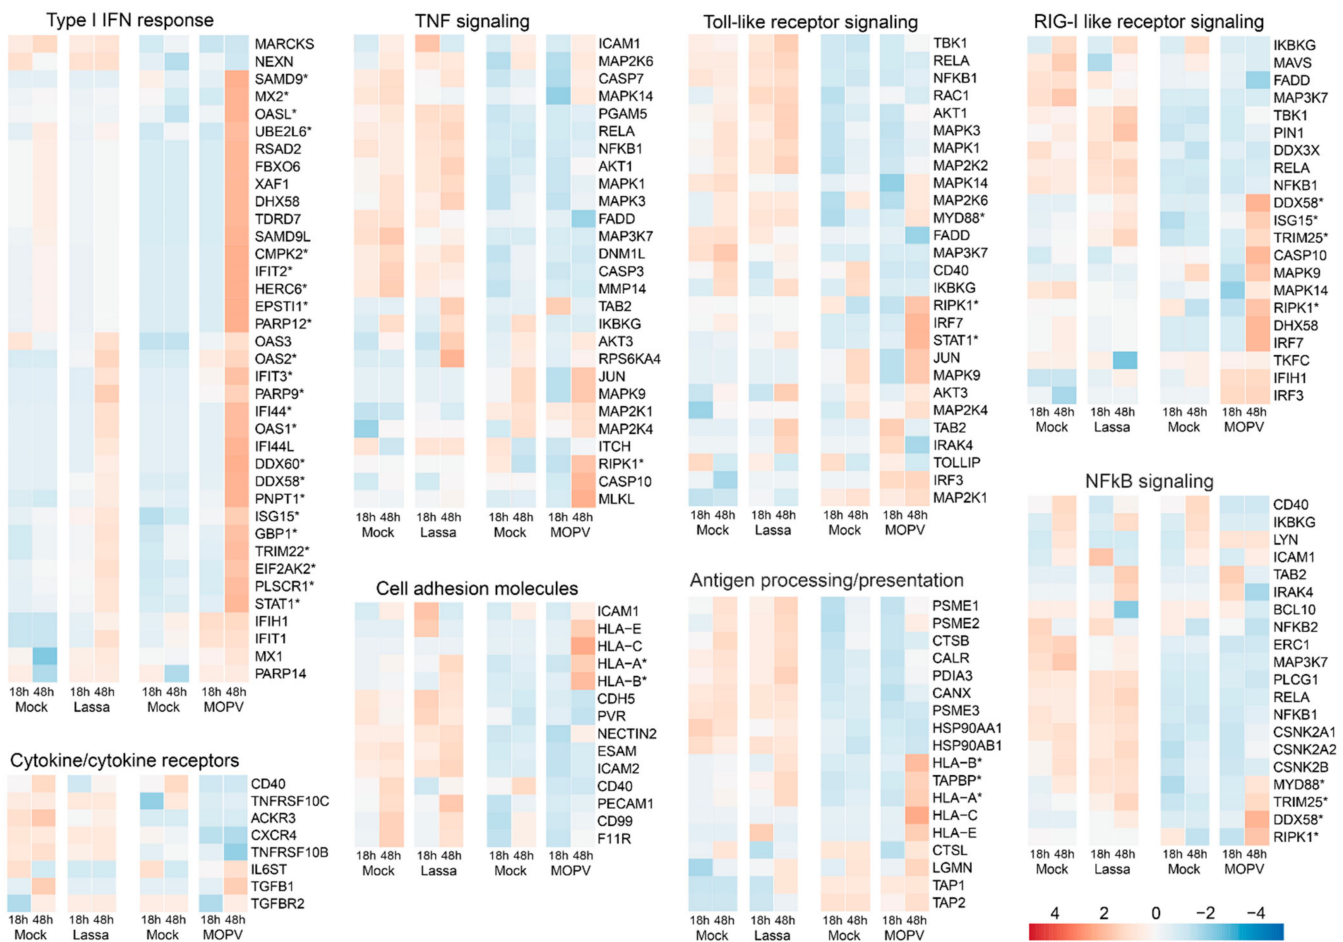 Type I IFN response
MARCKS
NEXN
SAMD9*
MX2*
OASL*
UBE2L6*
RSAD2
FBXO6
XAF1
DHX58
TDRD7
SAMD9L
CMPK2*
IFIT2*
HERC6*
EPSTI1*
PARP12*
OAS3
OAS2*
IFIT3*
PARP9*
IFI44*
OAS1*
IFI44L
DDX60*
DDX58*
PNPT1*
ISG15*
GBP1*
TRIM22*
EIF2AK2*
PLSCR1*
STAT1*
IFIH1
IFIT1
MX1
PARP14
18h 48h 18h 48h 18h 48h 18h 48h
Mock Lassa Mock MOPV
Cytokine/cytokine receptors
CD40
TNFRSF10C
ACKR3
CXCR4
TNFRSF10B
IL6ST
TGFB1
TGFBR2
18h 48h 18h 48h 18h 48h 18h 48h
Mock Lassa Mock MOPV
TNF signaling
ICAM1
MAP2K6
CASP7
MAPK14
PGAM5
RELA
NFKB1
AKT1
MAPK1
MAPK3
FADD
MAP3K7
DNM1L
CASP3
MMP14
TAB2
IKBKG
AKT3
RPS6KA4
JUN
MAPK9
MAP2K1
MAP2K4
ITCH
RIPK1*
CASP10
MLKL
18h 48h 18h 48h 18h 48h 18h 48h
Mock Lassa Mock MOPV
Cell adhesion molecules
ICAM1
HLA−E
HLA−C
HLA−A*
HLA−B*
CDH5
PVR
NECTIN2
ESAM
ICAM2
CD40
PECAM1
CD99
F11R
18h 48h 18h 48h 18h 48h 18h 48h
Mock Lassa Mock MOPV
Toll-like receptor signaling
TBK1
RELA
NFKB1
RAC1
AKT1
MAPK3
MAPK1
MAP2K2
MAPK14
MAP2K6
MYD88*
FADD
MAP3K7
CD40
IKBKG
RIPK1*
IRF7
STAT1*
JUN
MAPK9
AKT3
MAP2K4
TAB2
IRAK4
TOLLIP
IRF3
MAP2K1
18h 48h 18h 48h 18h 48h 18h 48h
Mock Lassa Mock MOPV
Antigen processing/presentation
PSME1
PSME2
CTSB
CALR
PDIA3
CANX
PSME3
HSP90AA1
HSP90AB1
HLA−B*
TAPBP*
HLA−A*
HLA−C
HLA−E
CTSL
LGMN
TAP1
TAP2
18h 48h 18h 48h 18h 48h 18h 48h
Mock Lassa Mock MOPV
RIG-I like receptor signaling
IKBKG
MAVS
FADD
MAP3K7
TBK1
PIN1
DDX3X
RELA
NFKB1
DDX58*
ISG15*
TRIM25*
CASP10
MAPK9
MAPK14
RIPK1*
DHX58
IRF7
TKFC
IFIH1
IRF3
18h 48h 18h 48h 18h 48h 18h 48h
Mock Lassa Mock MOPV
NFkB signaling
CD40
IKBKG
LYN
ICAM1
TAB2
IRAK4
BCL10
NFKB2
ERC1
MAP3K7
PLCG1
RELA
NFKB1
CSNK2A1
CSNK2A2
CSNK2B
MYD88*
TRIM25*
DDX58*
RIPK1*
18h 48h 18h 48h 18h 48h 18h 48h
Mock Lassa Mock MOPV
4 2 0 −2 −4